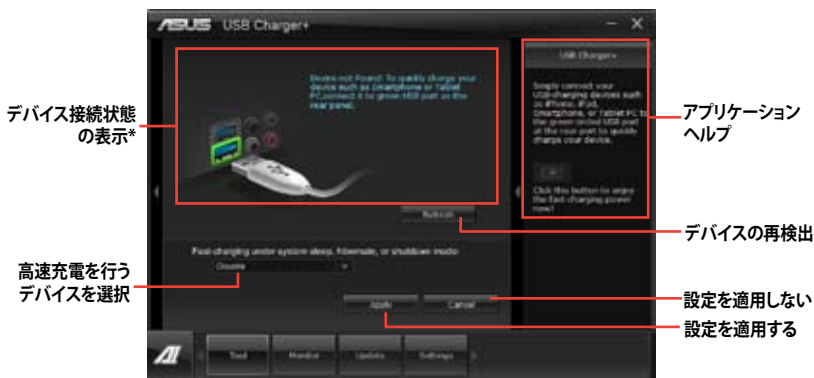 ASUS USB Charger+
Device not Found! To quickly charge your
device such as Smartphone or Tablet
PC,connect it to green USB port on the
rear panel.
Refresh
Fast-charging under system sleep, hibernate, or shutdown mode
Disable
Apply Cancel
Tool Monitor Update Settings
USB Charger+
Simply connect your
USB-charging devices such
as iPhone, iPod,
Smartphone, or Tablet PC to
the green circled USB port
at the rear port to quickly
charge your device.
Click this button to enjoy
the fast-charging power
now!
デバイス接続状態
の表示*
高速充電を行う
デバイスを選択
アプリケーション
ヘルプ
デバイスの再検出
設定を適用しない
設定を適用する